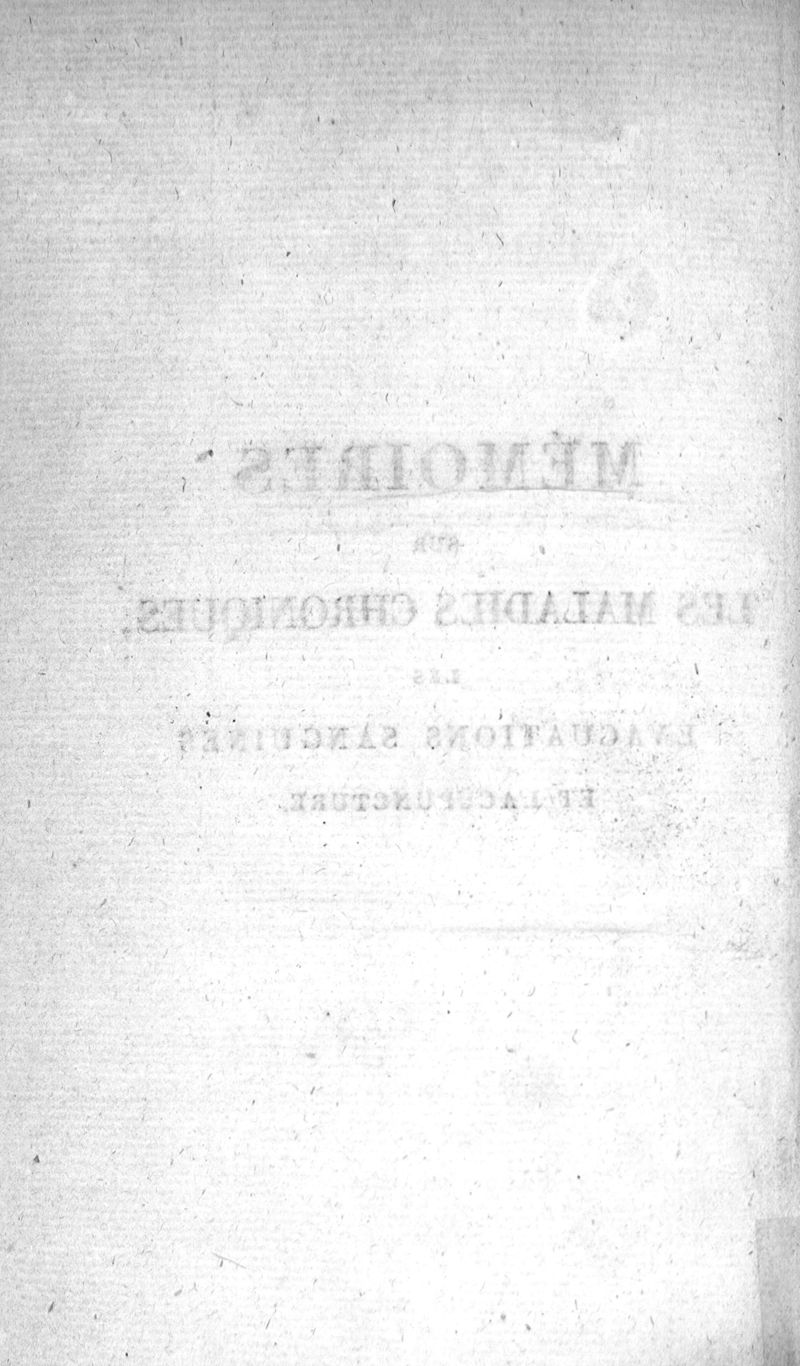 MÉMOIRES
SUR
LES MALADIES CHRONIQUES,
LES
ÉVACUATIONS SANGUINES
ET L'ACUPUNCTURE.